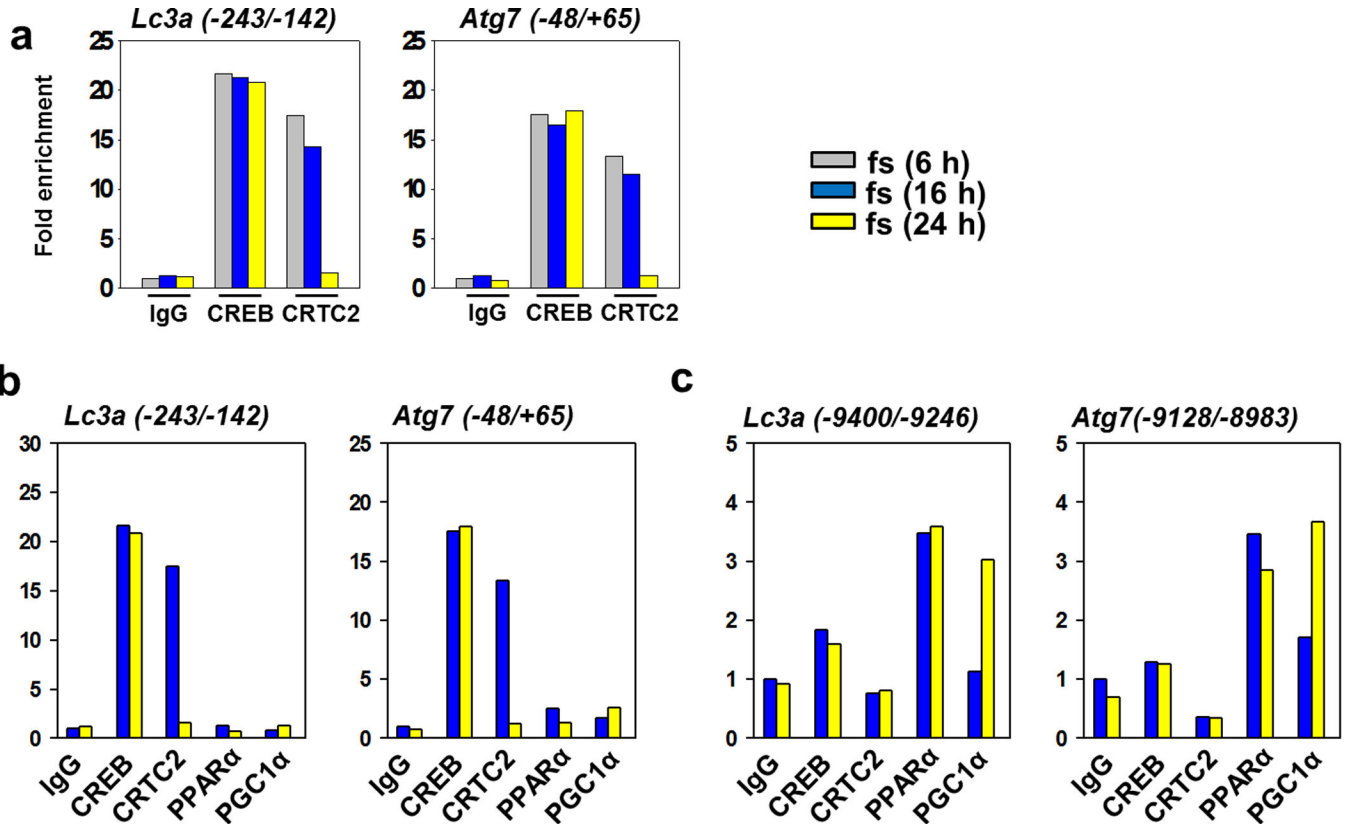 a
Lc3a (-243/-142)
Atg7 (-48/+65)
Fold enrichment
25
20
15
10
5
0
IgG
CREB
CRTC2
25
20
15
10
5
0
IgG
CREB
CRTC2
fs (6 h)
fs (16 h)
fs (24 h)
b
Lc3a (-243/-142)
30
25
20
15
10
5
0
IgG
CREB
CRTC2
PPARα
PGC1α
Atg7 (-48/+65)
25
20
15
10
5
0
IgG
CREB
CRTC2
PPARα
PGC1α
c
Lc3a (-9400/-9246)
5
4
3
2
1
0
IgG
CREB
CRTC2
PPARα
PGC1α
Atg7(-9128/-8983)
5
4
3
2
1
0
IgG
CREB
CRTC2
PPARα
PGC1α